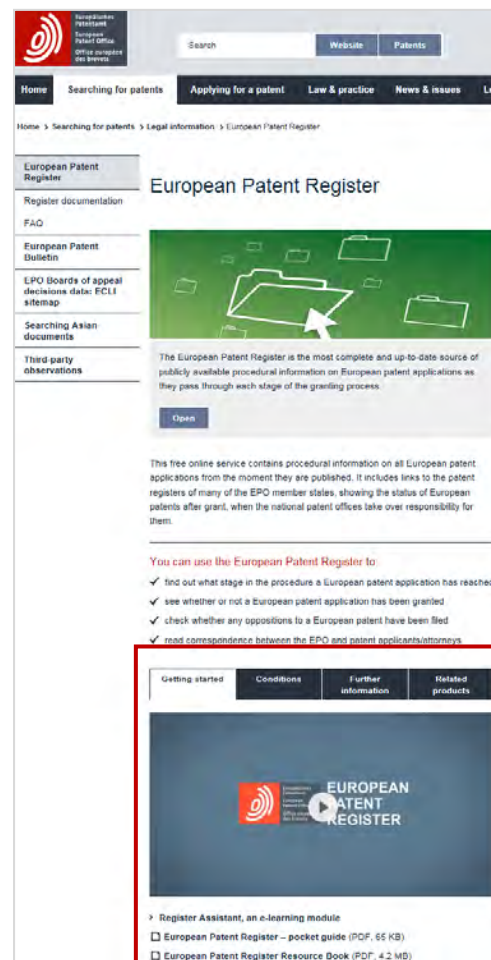 Europäisches
Patentamt
European
Patent Office
Office européen
des brevets
Search
Website
Patents
Home
Searching for patents
Applying for a patent
Law & practice
News & issues
Home > Searching for patents > Legal information > European Patent Register
European Patent
Register
Register documentation
FAQ
European Patent
Bulletin
EPO Boards of appeal
decisions data: ECLI
sitemap
Searching Asian
documents
Third-party
observations
European Patent Register
The European Patent Register is the most complete and up-to-date source of
publicly available procedural information on European patent applications as
they pass through each stage of the granting process.
Open
This free online service contains procedural information on all European patent
applications from the moment they are published. It includes links to the patent
registers of many of the EPO member states, showing the status of European
patents after grant, when the national patent offices take over responsibility for
them.
You can use the European Patent Register to:
✓ find out what stage in the procedure a European patent application has reached
✓ see whether or not a European patent application has been granted
✓ check whether any oppositions to a European patent have been filed
✓ read correspondence between the EPO and patent applicants/attorneys
Getting started
Conditions
Further
information
Related
products
EUROPEAN
PATENT
REGISTER
> Register Assistant, an e-learning module
European Patent Register – pocket guide (PDF, 65 KB)
European Patent Register Resource Book (PDF, 4.2 MB)